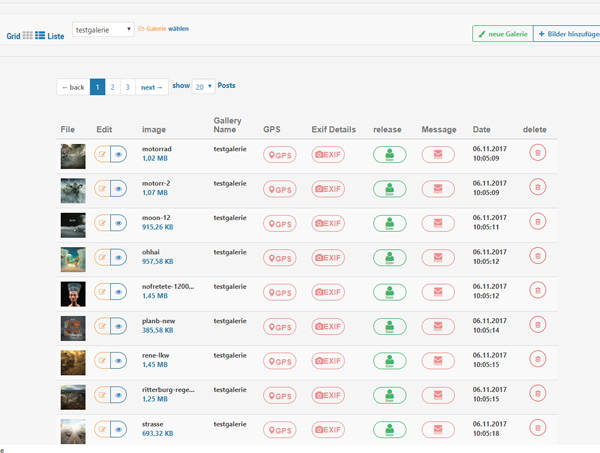 Grid Liste testgalerie Galerie wählen neue Galerie Bilder hinzufüge
← back 1 2 3 next → show 20 Posts
File Edit image Gallery Name GPS Exif Details release Message Date delete
motorrad testgalerie GPS EXIF 06.11.2017
1,02 MB 10:05:09
motorr-2 testgalerie GPS EXIF 06.11.2017
1,07 MB 10:05:09
moon-12 testgalerie GPS EXIF 06.11.2017
915,26 KB 10:05:11
ohhai testgalerie GPS EXIF 06.11.2017
957,58 KB 10:05:12
nofretete-1200... testgalerie GPS EXIF 06.11.2017
1,45 MB 10:05:12
planb-new testgalerie GPS EXIF 06.11.2017
385,58 KB 10:05:14
rene-lkw testgalerie GPS EXIF 06.11.2017
1,45 MB 10:05:15
ritterburg-rege... testgalerie GPS EXIF 06.11.2017
1,25 MB 10:05:15
strasse testgalerie GPS EXIF 06.11.2017
693,32 KB 10:05:18
e